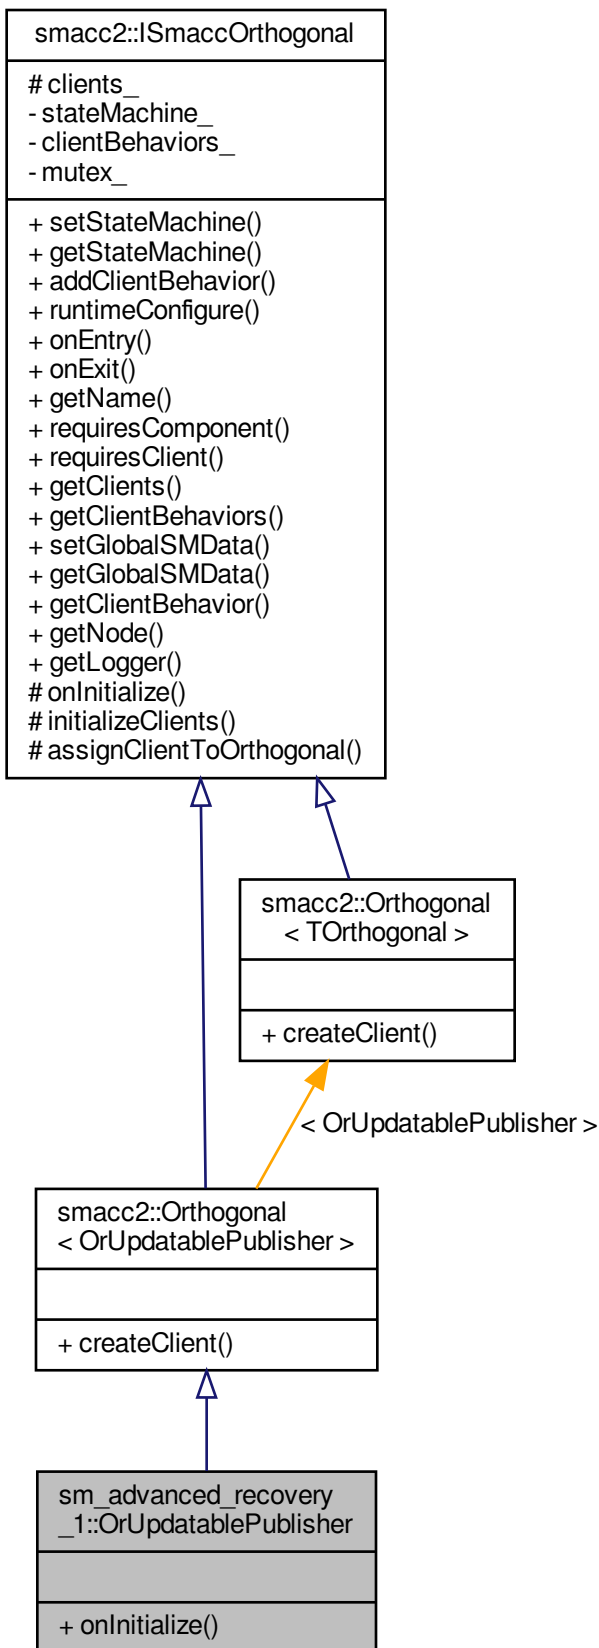 smacc2::ISmaccOrthogonal
# clients_
- stateMachine_
- clientBehaviors_
- mutex_
+ setStateMachine()
+ getStateMachine()
+ addClientBehavior()
+ runtimeConfigure()
+ onEntry()
+ onExit()
+ getName()
+ requiresComponent()
+ requiresClient()
+ getClients()
+ getClientBehaviors()
+ setGlobalSMData()
+ getGlobalSMData()
+ getClientBehavior()
+ getNode()
+ getLogger()
# onInitialize()
# initializeClients()
# assignClientToOrthogonal()
smacc2::Orthogonal
< TOrthogonal >
+ createClient()
< OrUpdatablePublisher >
smacc2::Orthogonal
< OrUpdatablePublisher >
+ createClient()
sm_advanced_recovery
_1::OrUpdatablePublisher
+ onInitialize()